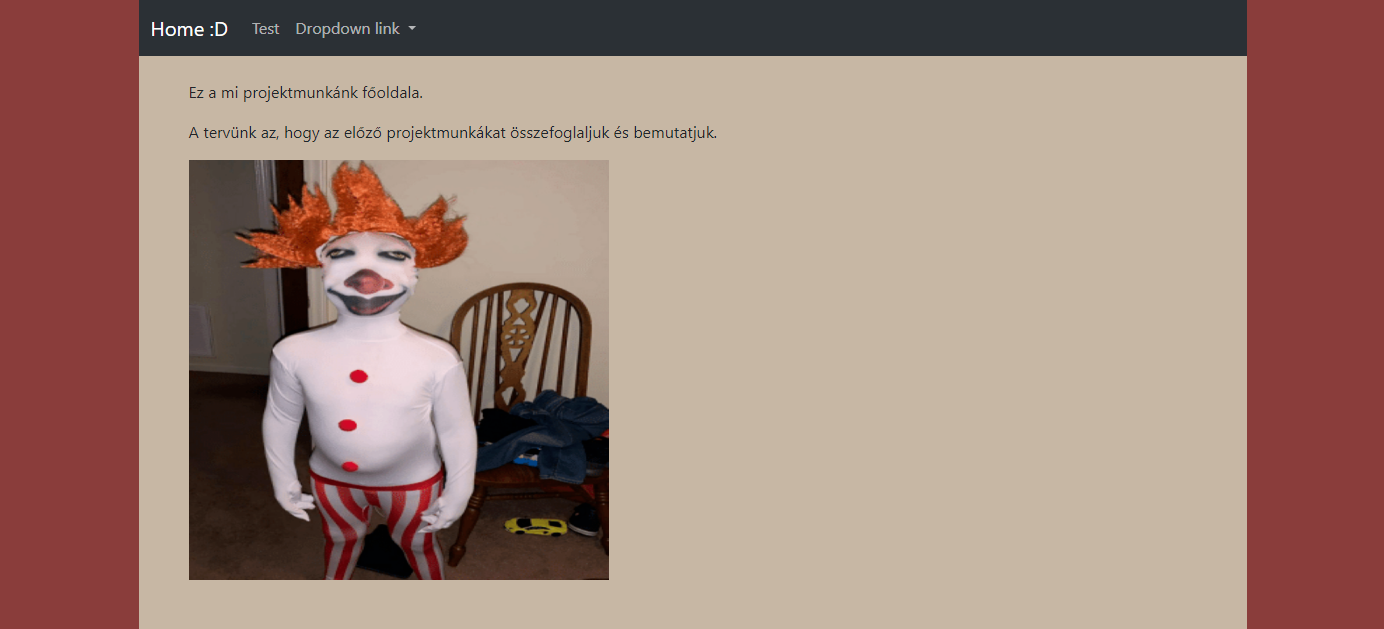 Home :D Test Dropdown link
Ez a mi projektmunkánk főoldala.
A tervünk az, hogy az előző projektmunkákat összefoglaljuk és bemutatjuk.